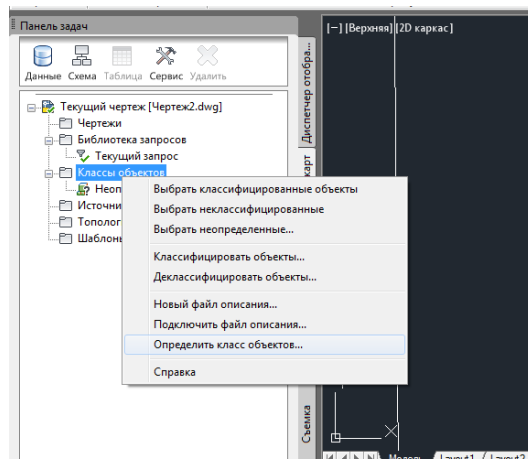 Панель задач
[−] [Верхняя] [2D каркас]
Данные Схема Таблица Сервис Удалить
Диспетчер отобра...
Текущий чертеж [Чертеж2.dwg]
Чертежи
Библиотека запросов
Текущий запрос
Классы объектов
карт
Выбрать классифицированные объекты
Выбрать неклассифицированные
Выбрать неопределенные...
Классифицировать объекты...
Деклассифицировать объекты...
Новый файл описания...
Подключить файл описания...
Определить класс объектов...
Справка
Съемка
Модель Layout1 Layout2